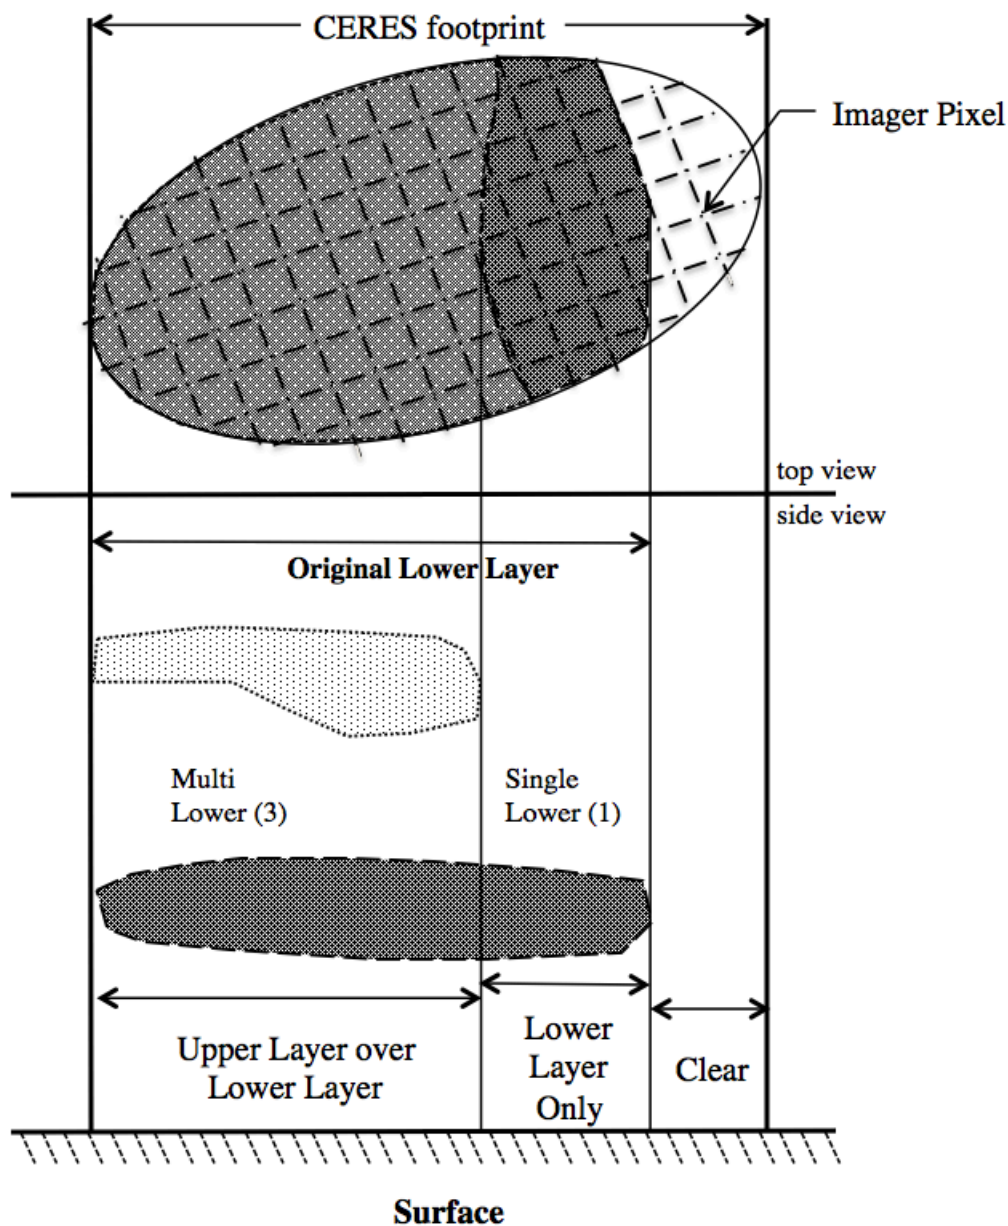 CERES footprint
Imager Pixel
top view
side view
Original Lower Layer
Multi
Lower (3)
Single
Lower (1)
Upper Layer over
Lower Layer
Lower
Layer
Only
Clear
Surface